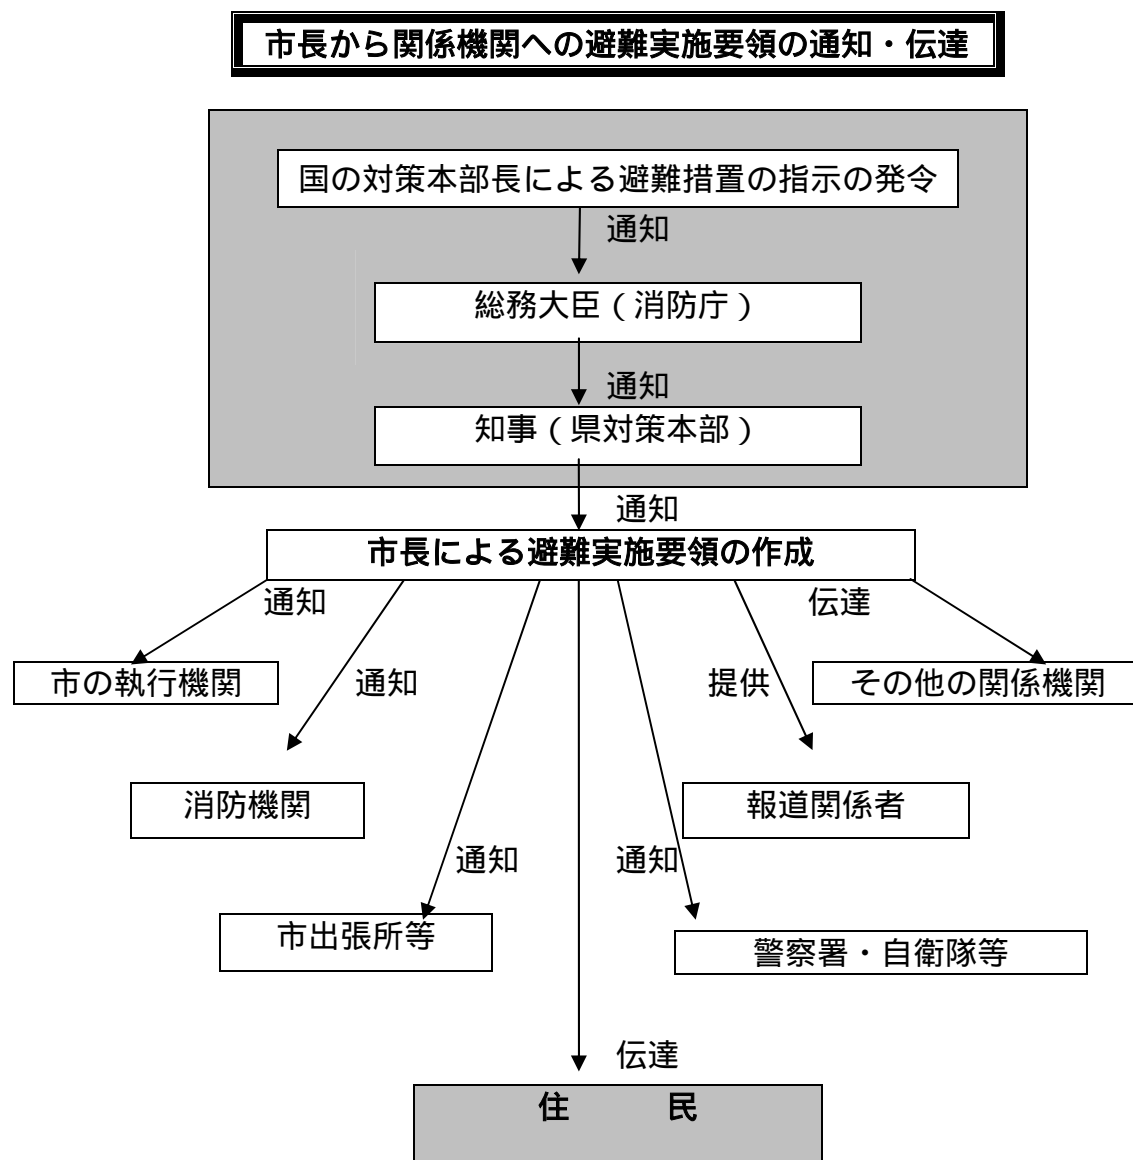 市長から関係機関への避難実施要領の通知・伝達
国の対策本部長による避難措置の指示の発令
通知
総務大臣（消防庁）
通知
知事（県対策本部）
通知
市長による避難実施要領の作成
通知
伝達
市の執行機関
通知
提供
その他の関係機関
消防機関
報道関係者
通知
通知
市出張所等
警察署・自衛隊等
伝達
住　　　民